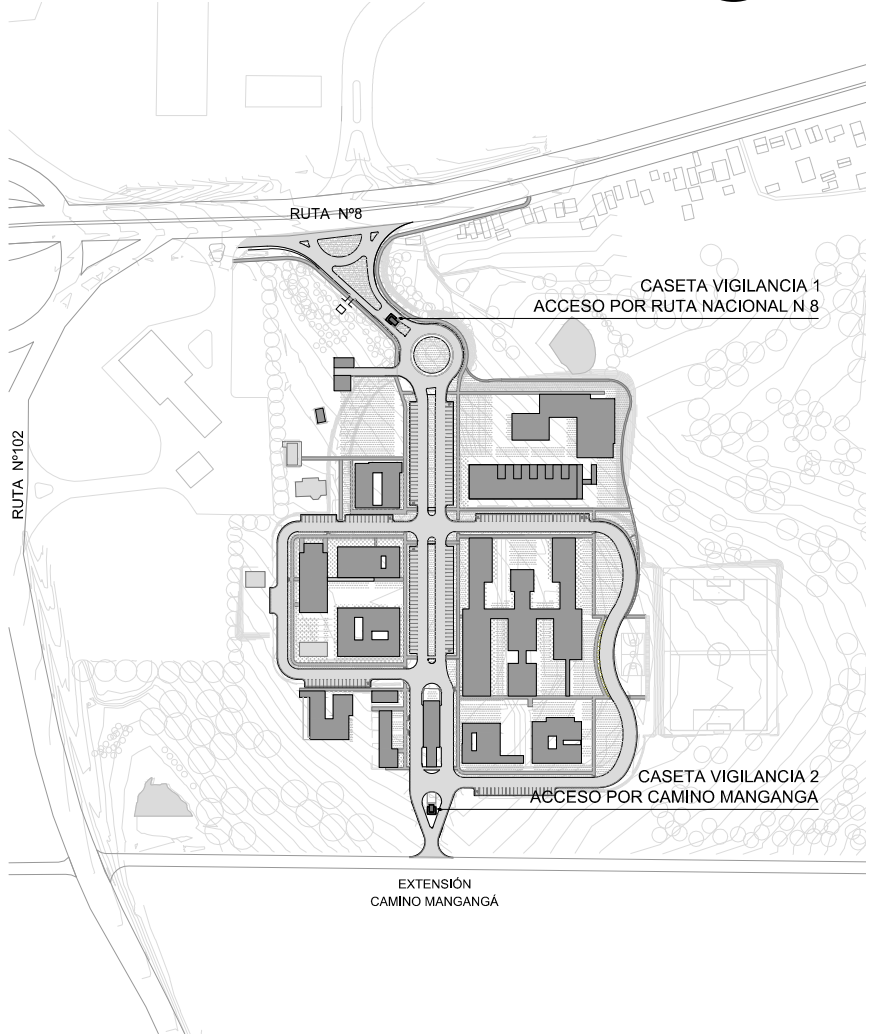 RUTA Nº8
CASETA VIGILANCIA 1
ACCESO POR RUTA NACIONAL N 8
RUTA Nº102
CASETA VIGILANCIA 2
ACCESO POR CAMINO MANGANGA
EXTENSIÓN
CAMINO MANGANGÁ